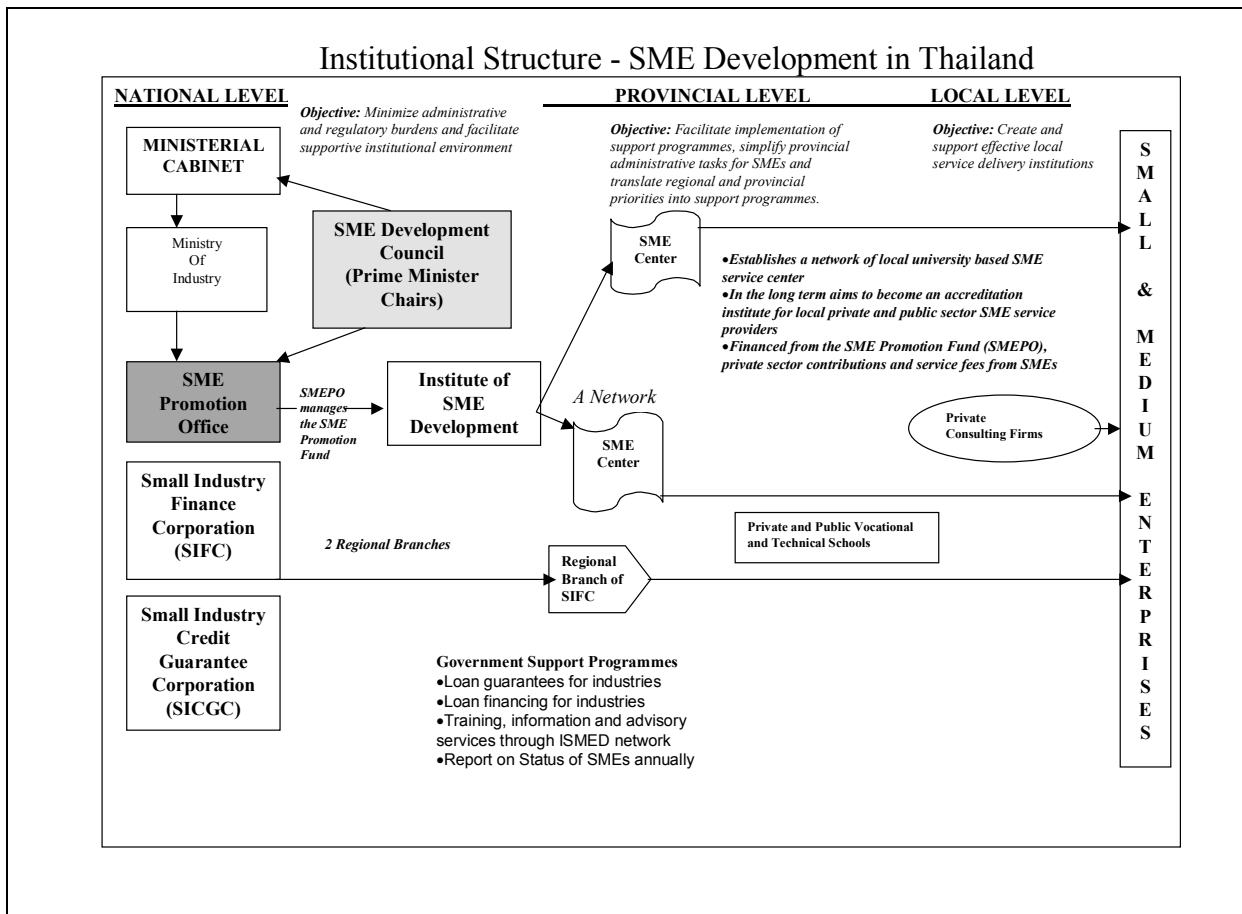 Institutional Structure - SME Development in Thailand
NATIONAL LEVEL
PROVINCIAL LEVEL
LOCAL LEVEL
Objective: Minimize administrative
and regulatory burdens and facilitate
supportive institutional environment
Objective: Facilitate implementation of
support programmes, simplify provincial
administrative tasks for SMEs and
translate regional and provincial
priorities into support programmes.
Objective: Create and
support effective local
service delivery institutions
MINISTERIAL
CABINET
Ministry
Of
Industry
SME Development
Council
(Prime Minister
Chairs)
SME
Center
•Establishes a network of local university based SME
service center
•In the long term aims to become an accreditation
institute for local private and public sector SME service
providers
•Financed from the SME Promotion Fund (SMEPO),
private sector contributions and service fees from SMEs
SME
Promotion
Office
SMEPO
manages
the SME
Promotion
Fund
Institute of
SME
Development
A Network
SME
Center
Private
Consulting Firms
Small Industry
Finance
Corporation
(SIFC)
2 Regional Branches
Regional
Branch of
SIFC
Private and Public Vocational
and Technical Schools
Small Industry
Credit
Guarantee
Corporation
(SICGC)
Government Support Programmes
•Loan guarantees for industries
•Loan financing for industries
•Training, information and advisory
services through ISMED network
•Report on Status of SMEs annually
SMALL & MEDIUM ENTERPRISES